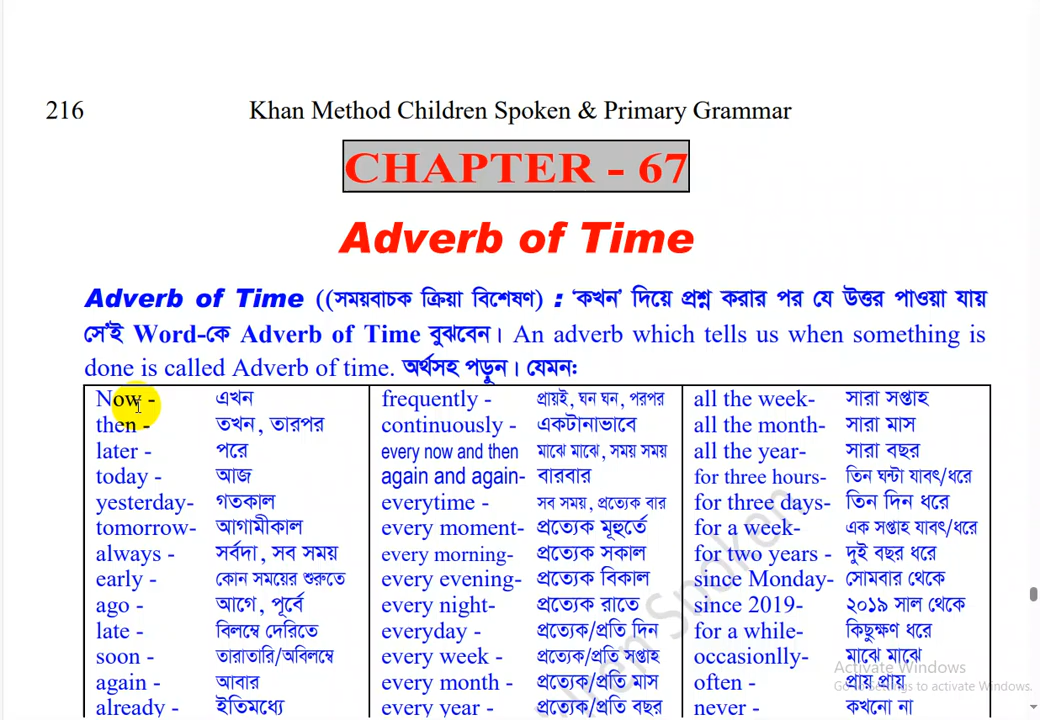 216 Khan Method Children Spoken & Primary Grammar
CHAPTER - 67
Adverb of Time
Adverb of Time ((সময়বাচক ক্রিয়া বিশেষণ) : ‘কখন’ দিয়ে প্রশ্ন করার পর যে উত্তর পাওয়া যায়
সে’ই Word-কে Adverb of Time বুঝবেন। An adverb which tells us when something is
done is called Adverb of time. অর্থসহ পড়ুন। যেমন:
Now - এখন frequently - প্রায়ই, ঘন ঘন, পরপর all the week- সারা সপ্তাহ
then - তখন, তারপর continuously - একটানাভাবে all the month- সারা মাস
later - পরে every now and then মাঝে মাঝে, সময় সময় all the year- সারা বছর
today - আজ again and again- বারবার for three hours- তিন ঘন্টা যাবৎ/ধরে
yesterday- গতকাল everytime - সব সময়, প্রত্যেক বার for three days- তিন দিন ধরে
tomorrow- আগামীকাল every moment- প্রত্যেক মূহুর্তে for a week- এক সপ্তাহ যাবৎ/ধরে
always - সর্বদা, সব সময় every morning- প্রত্যেক সকাল for two years - দুই বছর ধরে
early - কোন সময়ের শুরুতে every evening- প্রত্যেক বিকাল since Monday- সোমবার থেকে
ago - আগে, পূর্বে every night- প্রত্যেক রাতে since 2019- ২০১৯ সাল থেকে
late - বিলম্বে দেরিতে everyday - প্রত্যেক/প্রতি দিন for a while- কিছুক্ষণ ধরে
soon - তারাতারি/অবিলম্বে every week - প্রত্যেক/প্রতি সপ্তাহ occasionlly- মাঝে মাঝে
again - আবার every month - প্রত্যেক/প্রতি মাস often - প্রায় প্রায়
already - ইতিমধ্যে every year - প্রত্যেক/প্রতি বছর never - কখনো না
Activate Windows
Go to Settings to activate Windows.